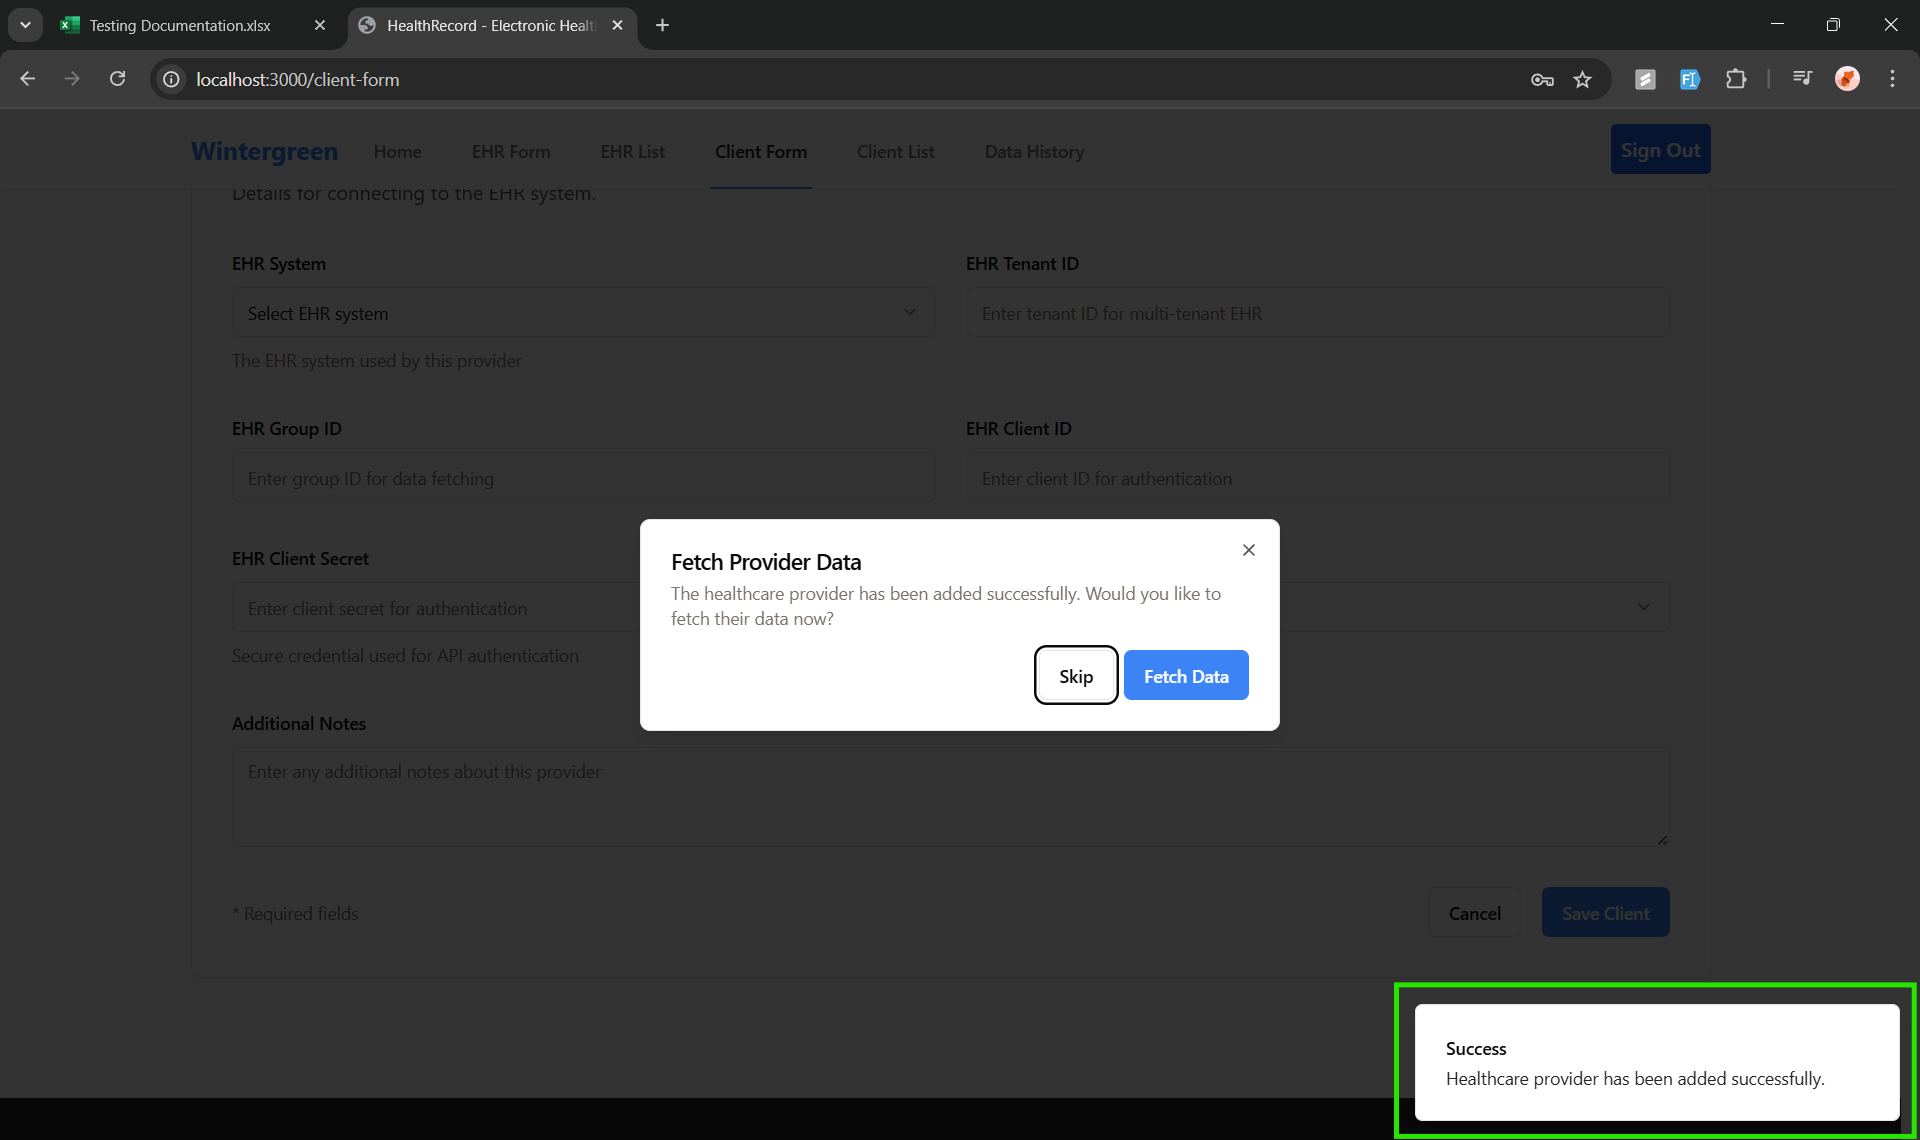 Testing Documentation.xlsx
HealthRecord - Electronic Healt
localhost:3000/client-form
Wintergreen
Home
EHR Form
EHR List
Client Form
Client List
Data History
Sign Out
Details for connecting to the EHR system.
EHR System
EHR Tenant ID
Select EHR system
Enter tenant ID for multi-tenant EHR
The EHR system used by this provider
EHR Group ID
EHR Client ID
Enter group ID for data fetching
Enter client ID for authentication
EHR Client Secret
Enter client secret for authentication
Secure credential used for API authentication
Fetch Provider Data
The healthcare provider has been added successfully. Would you like to
fetch their data now?
Skip
Fetch Data
Additional Notes
Enter any additional notes about this provider
* Required fields
Cancel
Save Client
Success
Healthcare provider has been added successfully.